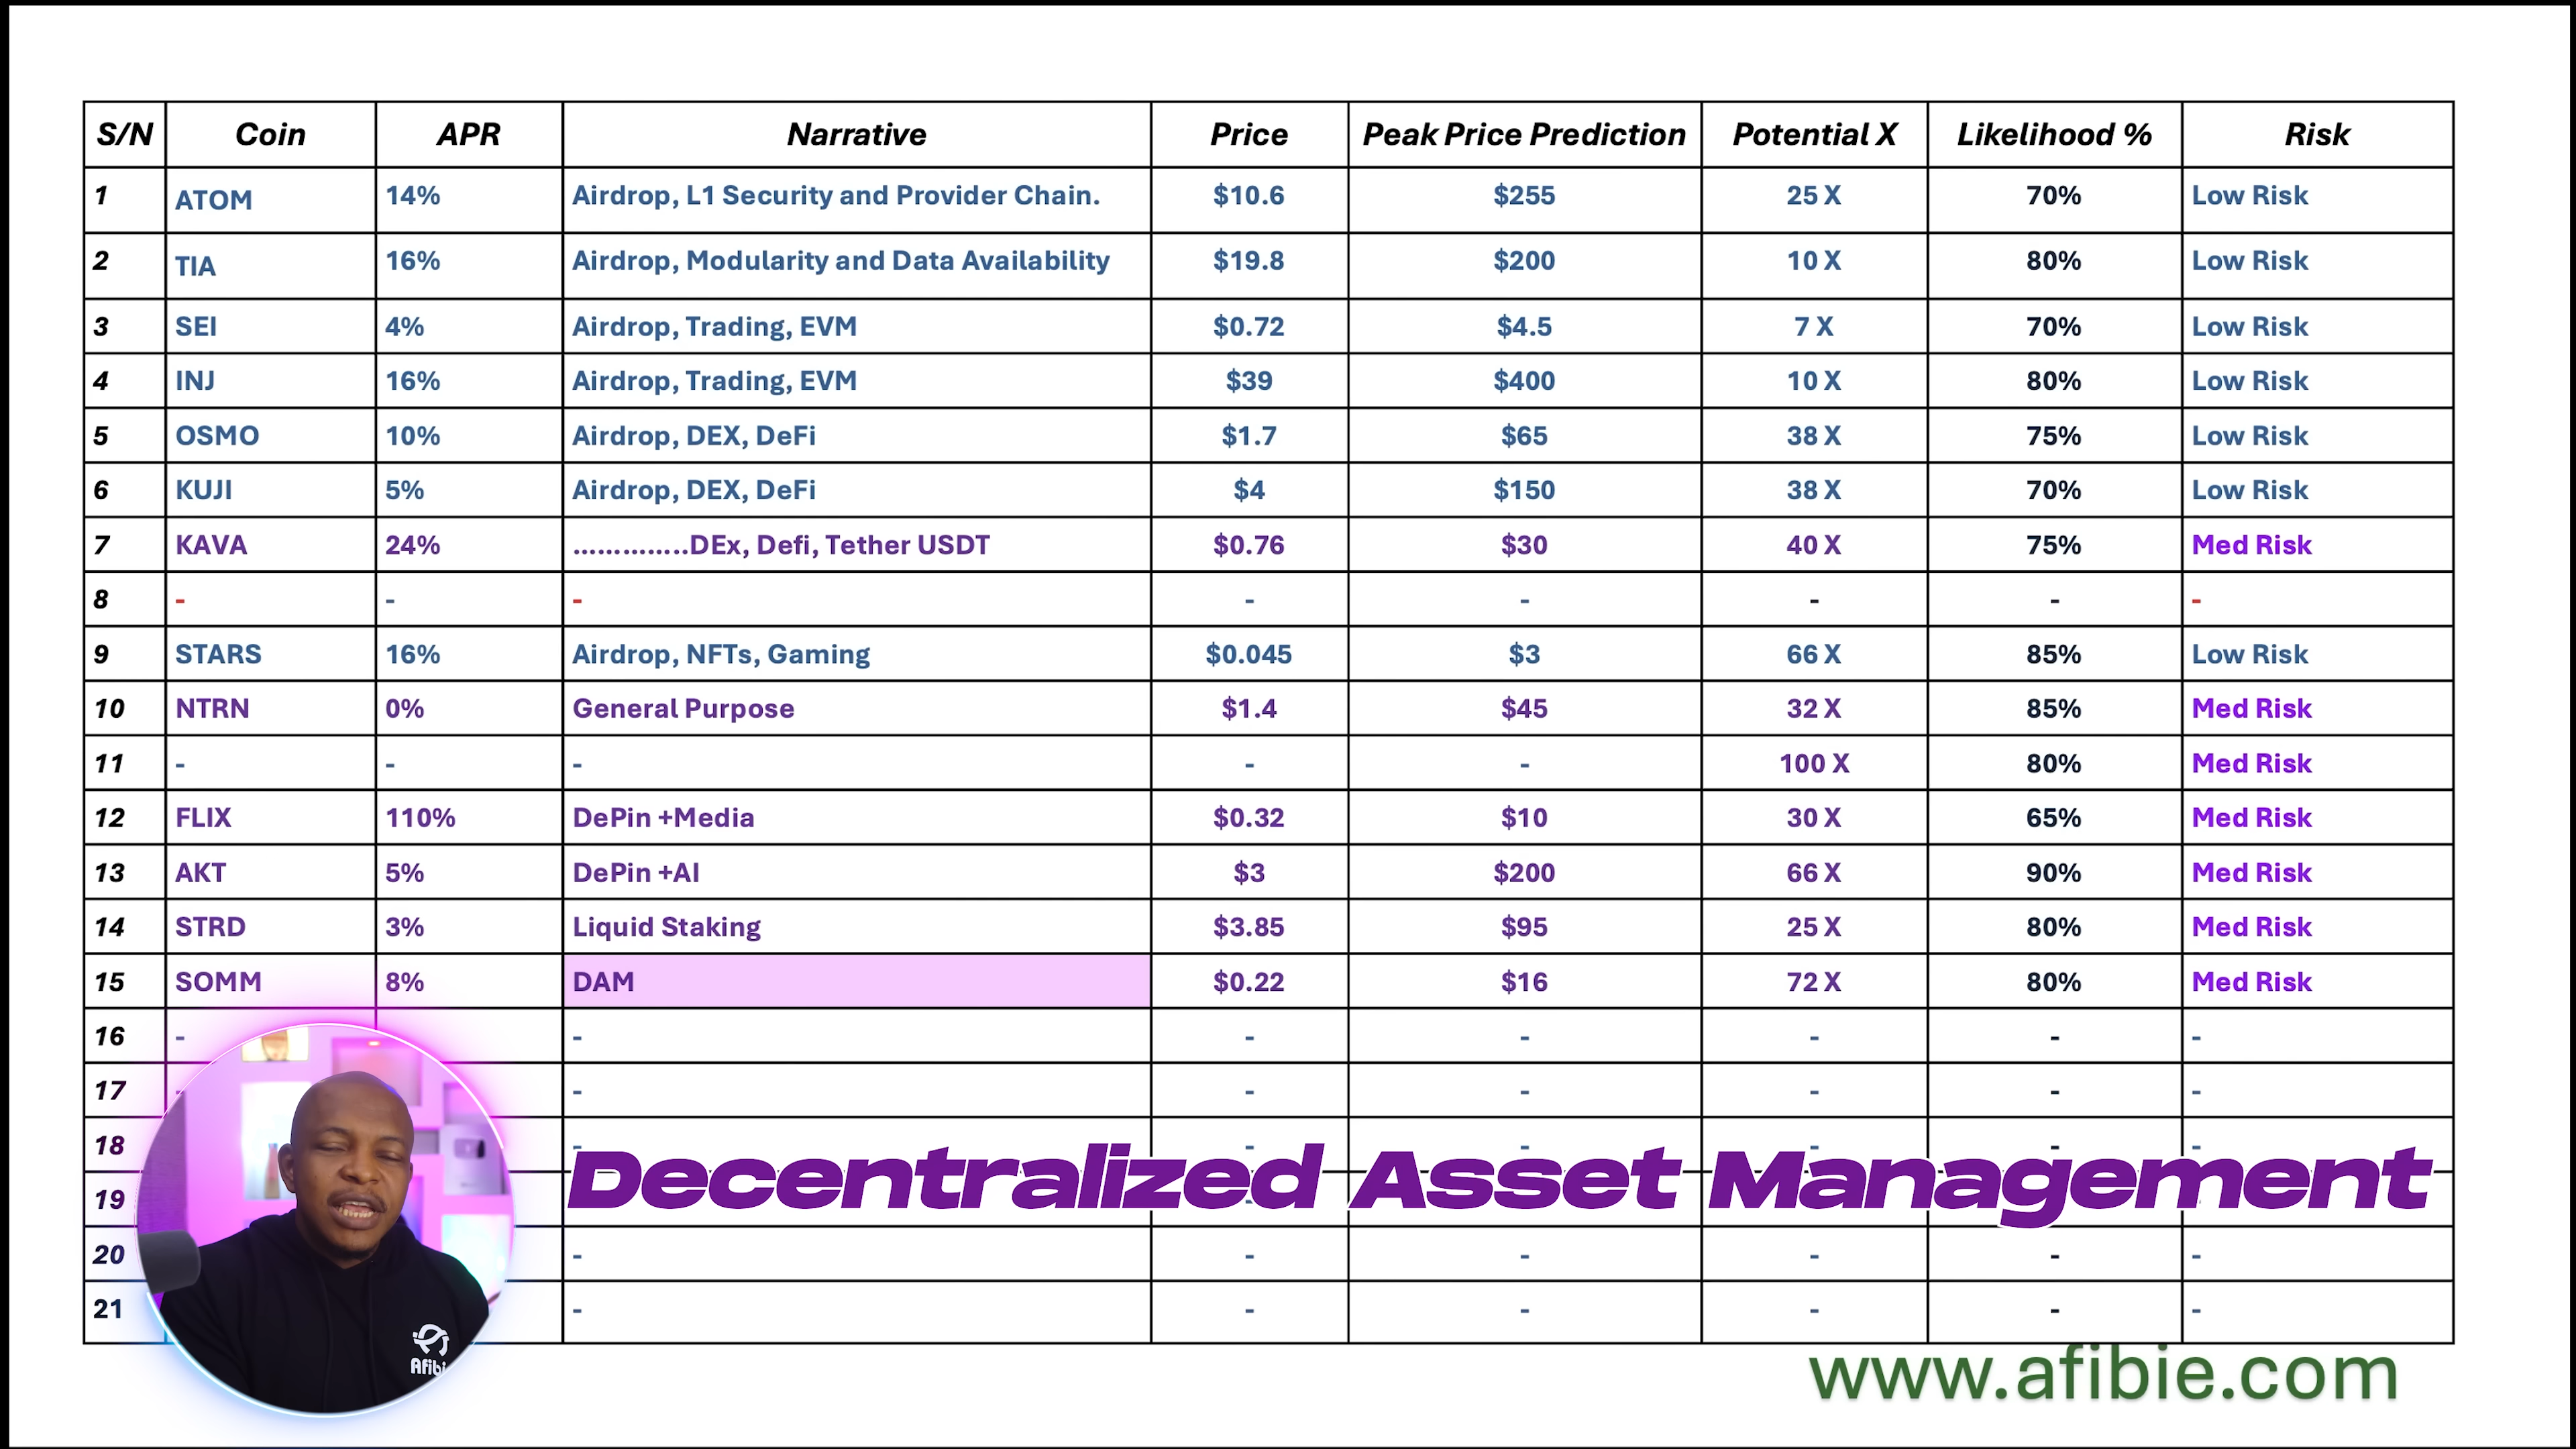 S/N Coin APR Narrative Price Peak Price Prediction Potential X Likelihood % Risk
1 ATOM 14% Airdrop, L1 Security and Provider Chain. $10.6 $255 25 X 70% Low Risk
2 TIA 16% Airdrop, Modularity and Data Availability $19.8 $200 10 X 80% Low Risk
3 SEI 4% Airdrop, Trading, EVM $0.72 $4.5 7 X 70% Low Risk
4 INJ 16% Airdrop, Trading, EVM $39 $400 10 X 80% Low Risk
5 OSMO 10% Airdrop, DEX, DeFi $1.7 $65 38 X 75% Low Risk
6 KUJI 5% Airdrop, DEX, DeFi $4 $150 38 X 70% Low Risk
7 KAVA 24% ..............DEx, Defi, Tether USDT $0.76 $30 40 X 75% Med Risk
8 - - - - - - - -
9 STARS 16% Airdrop, NFTs, Gaming $0.045 $3 66 X 85% Low Risk
10 NTRN 0% General Purpose $1.4 $45 32 X 85% Med Risk
11 - - - - - 100 X 80% Med Risk
12 FLIX 110% DePin +Media $0.32 $10 30 X 65% Med Risk
13 AKT 5% DePin +AI $3 $200 66 X 90% Med Risk
14 STRD 3% Liquid Staking $3.85 $95 25 X 80% Med Risk
15 SOMM 8% DAM $0.22 $16 72 X 80% Med Risk
16 - - - - - - -
17 - - - - - - -
18 - - - - - -
Decentralized Asset Management
19
20 - - - - - -
21 - - - - - -
Afibi
www.afibie.com